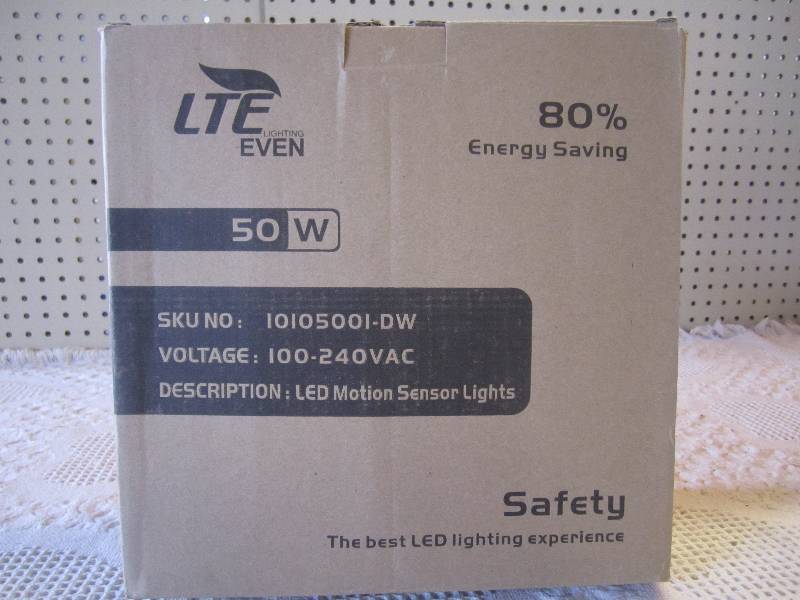 LTE
LIGHTING
EVEN
80%
Energy Saving
50 W
SKU NO: 10105001-DW
VOLTAGE: 100-240VAC
DESCRIPTION: LED Motion Sensor Lights
Safety
The best LED lighting experience